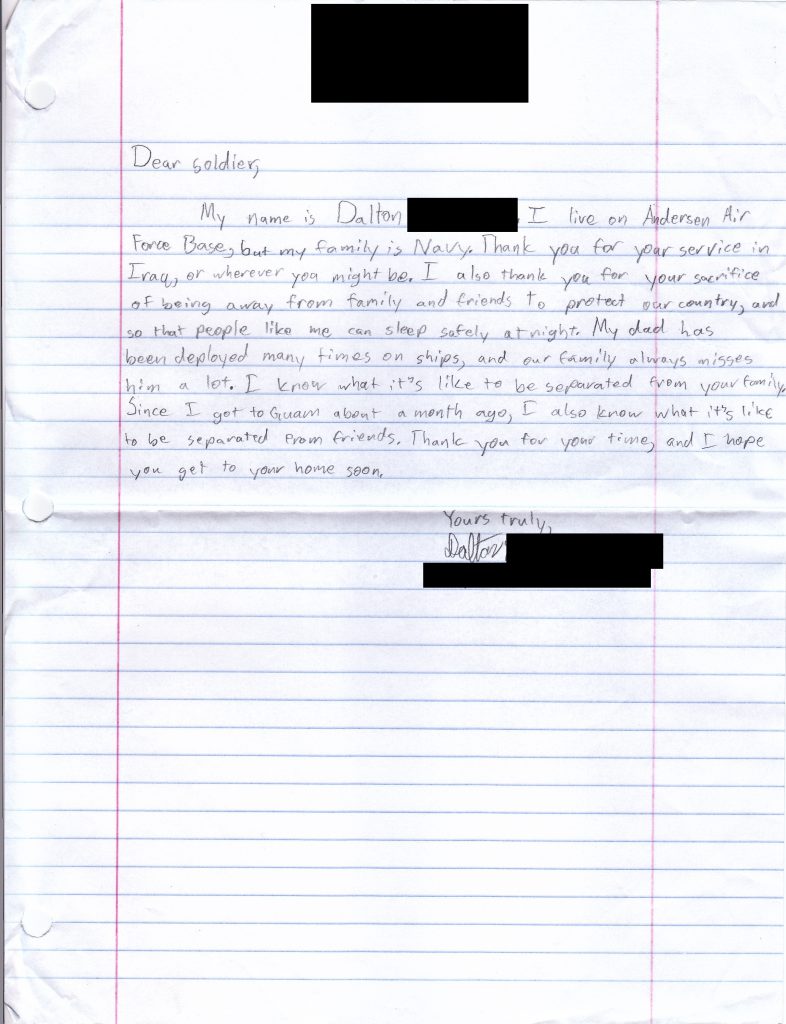 Dear soldier,
My name is Dalton . I live on Andersen Air
Force Base, but my family is Navy. Thank you for your service in
Iraq, or wherever you might be. I also thank you for your sacrifice
of being away from family and friends to protect our country, and
so that people like me can sleep safely at night. My dad has
been deployed many times on ships, and our family always misses
him a lot. I know what it's like to be separated from your family.
Since I got to Guam about a month ago, I also know what it's like
to be separated from friends. Thank you for your time, and I hope
you get to your home soon.
Yours truly,
Dalton